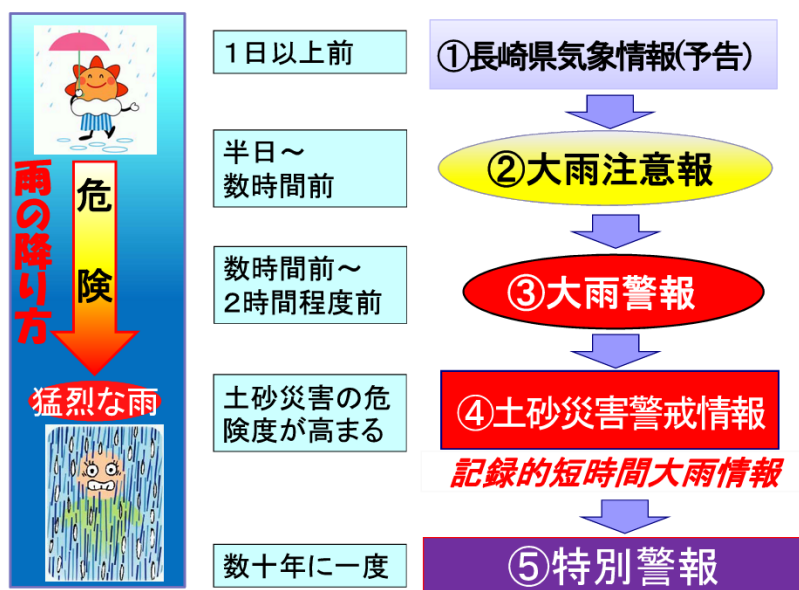 雨の降り方
危
険
猛烈な雨
１日以上前
①長崎県気象情報(予告)
半日～
数時間前
②大雨注意報
数時間前～
２時間程度前
③大雨警報
土砂災害の危
険度が高まる
④土砂災害警戒情報
記録的短時間大雨情報
数十年に一度
⑤特別警報